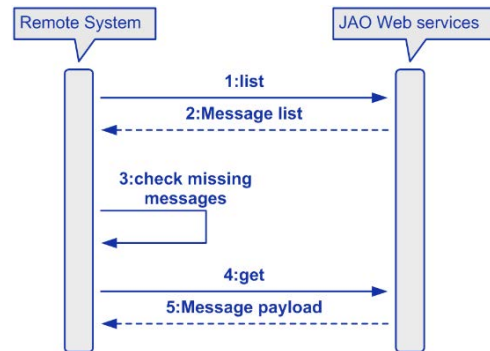 Remote System
JAO Web services
1:list
2:Message list
3:check missing
messages
4:get
5:Message payload